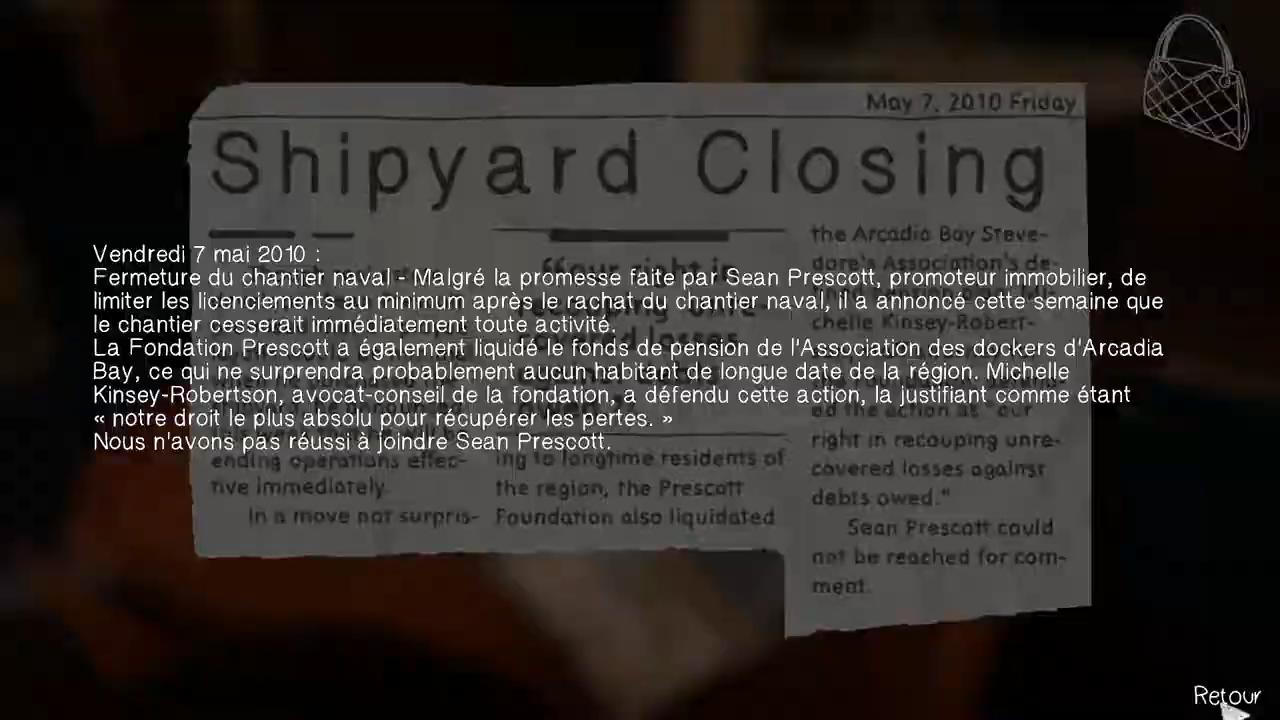 May 7, 2010 Friday
Shipyard Closing
Vendredi 7 mai 2010 :
Fermeture du chantier naval - Malgré la promesse faite par Sean Prescott, promoteur immobilier, de
limiter les licenciements au minimum après le rachat du chantier naval, il a annoncé cette semaine que
le chantier cesserait immédiatement toute activité.
La Fondation Prescott a également liquidé le fonds de pension de l'Association des dockers d'Arcadia
Bay, ce qui ne surprendra probablement aucun habitant de longue date de la région. Michelle
Kinsey-Robertson, avocat-conseil de la fondation, a défendu cette action, la justifiant comme étant
« notre droit le plus absolu pour récupérer les pertes. »
Nous n'avons pas réussi à joindre Sean Prescott.
ending operations effec-
tive immediately.
In a move not surpris-
ing to longtime residents of
the region, the Prescott
Foundation also liquidated
the Arcadia Bay Steve-
dore's Association's de-
chelle Kinsey-Robert-
ed the action as "our
right in recouping unre-
covered losses against
debts owed."
Sean Prescott could
not be reached for com-
ment.
Retour